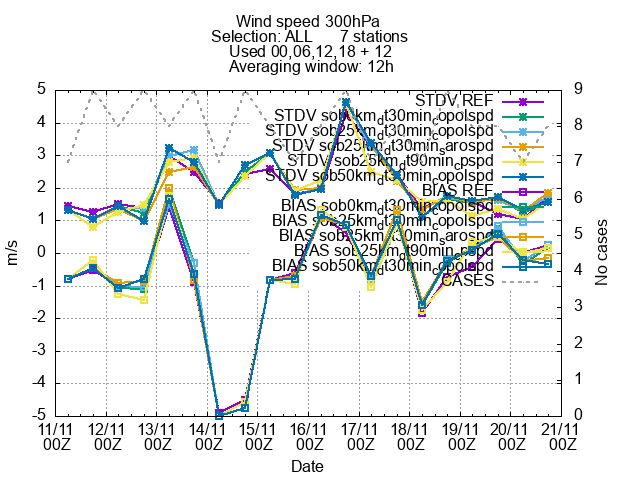 Wind speed 300hPa
Selection: ALL 7 stations
Used 00,06,12,18 + 12
Averaging window: 12h
5
4
3
2
1
0
-1
-2
-3
-4
-5
m/s
9
8
7
6
5
4
3
2
1
0
No cases
STDV REF
STDV sob0km_dt30min_copolspd
STDV sob25km_dt30min_copolspd
STDV sob25km_dt30min_sarospd
STDV sob25km_dt90min_cpspd
STDV sob50km_dt30min_copolspd
BIAS REF
BIAS sob0km_dt30min_copolspd
BIAS sob25km_dt30min_copolspd
BIAS sob25km_dt30min_sarospd
BIAS sob25km_dt90min_cpspd
BIAS sob50km_dt30min_copolspd
CASES
11/11 12/11 13/11 14/11 15/11 16/11 17/11 18/11 19/11 20/11 21/11
00Z 00Z 00Z 00Z 00Z 00Z 00Z 00Z 00Z 00Z 00Z
Date